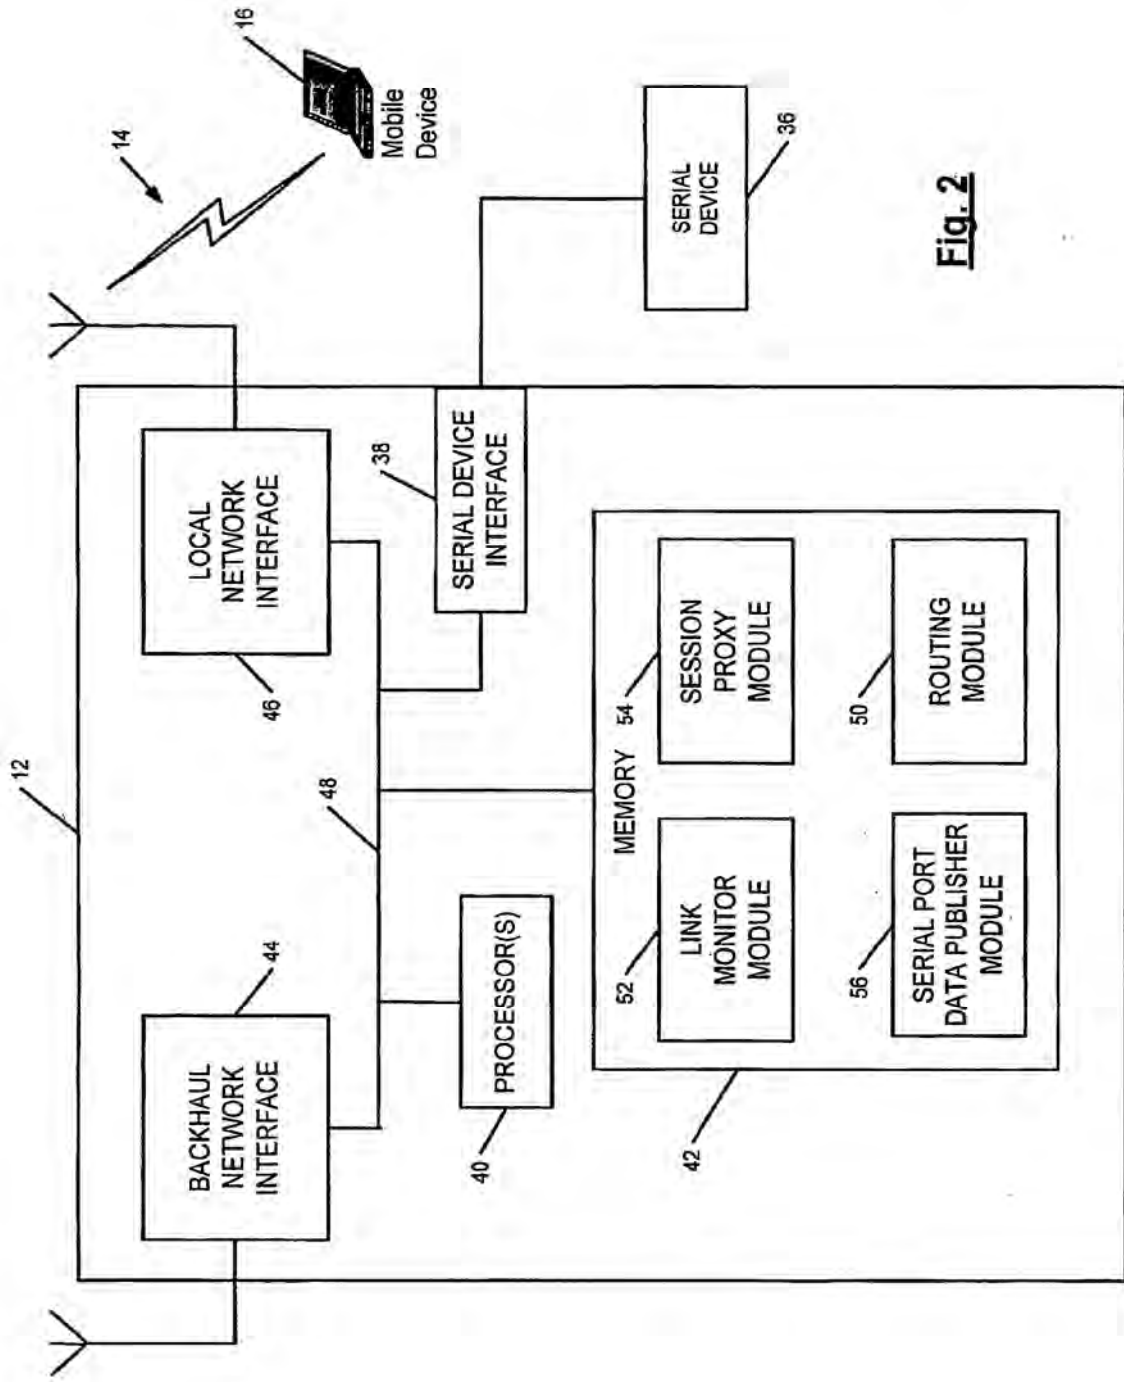 12
14
16
Mobile
Device
BACKHAUL
NETWORK
INTERFACE
44
LOCAL
NETWORK
INTERFACE
46
48
38
SERIAL DEVICE
INTERFACE
PROCESSOR(S)
40
SERIAL
DEVICE
36
MEMORY
42
52
LINK
MONITOR
MODULE
54
SESSION
PROXY
MODULE
56
SERIAL PORT
DATA PUBLISHER
MODULE
50
ROUTING
MODULE
Fig. 2